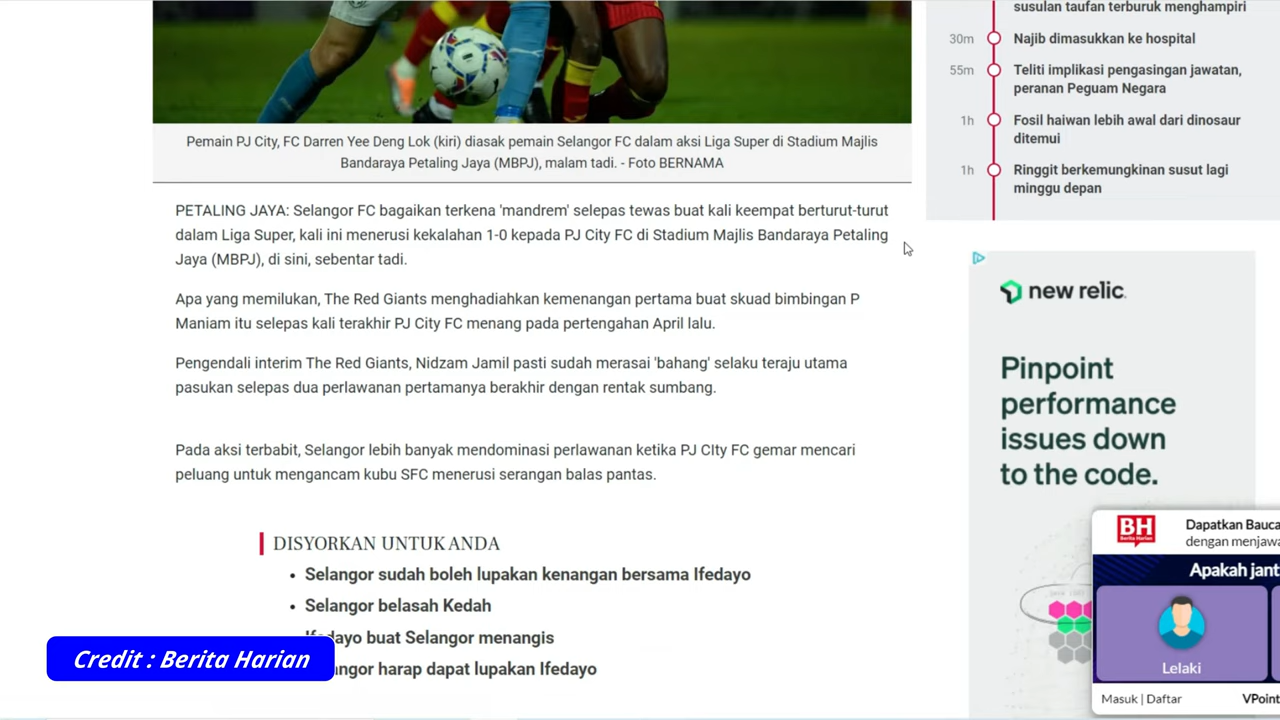 susulan taufan terburuk menghampiri
30m Najib dimasukkan ke hospital
55m Teliti implikasi pengasingan jawatan,
peranan Peguam Negara
1h Fosil haiwan lebih awal dari dinosaur
ditemui
1h Ringgit berkemungkinan susut lagi
minggu depan
Pemain PJ City, FC Darren Yee Deng Lok (kiri) diasak pemain Selangor FC dalam aksi Liga Super di Stadium Majlis
Bandaraya Petaling Jaya (MBPJ), malam tadi. - Foto BERNAMA
PETALING JAYA: Selangor FC bagaikan terkena 'mandrem' selepas tewas buat kali keempat berturut-turut
dalam Liga Super, kali ini menerusi kekalahan 1-0 kepada PJ City FC di Stadium Majlis Bandaraya Petaling
Jaya (MBPJ), di sini, sebentar tadi.
Apa yang memilukan, The Red Giants menghadiahkan kemenangan pertama buat skuad bimbingan P
Maniam itu selepas kali terakhir PJ City FC menang pada pertengahan April lalu.
Pengendali interim The Red Giants, Nidzam Jamil pasti sudah merasai 'bahang' selaku teraju utama
pasukan selepas dua perlawanan pertamanya berakhir dengan rentak sumbang.
Pada aksi terbabit, Selangor lebih banyak mendominasi perlawanan ketika PJ CIty FC gemar mencari
peluang untuk mengancam kubu SFC menerusi serangan balas pantas.
DISYORKAN UNTUK ANDA
• Selangor sudah boleh lupakan kenangan bersama Ifedayo
• Selangor belasah Kedah
Ifedayo buat Selangor menangis
angor harap dapat lupakan Ifedayo
Credit : Berita Harian
new relic.
Pinpoint
performance
issues down
to the code.
BH
Berita Harian
Dapatkan Bauca
dengan menjawa
Apakah jant
Lelaki
Masuk | Daftar
VPoint